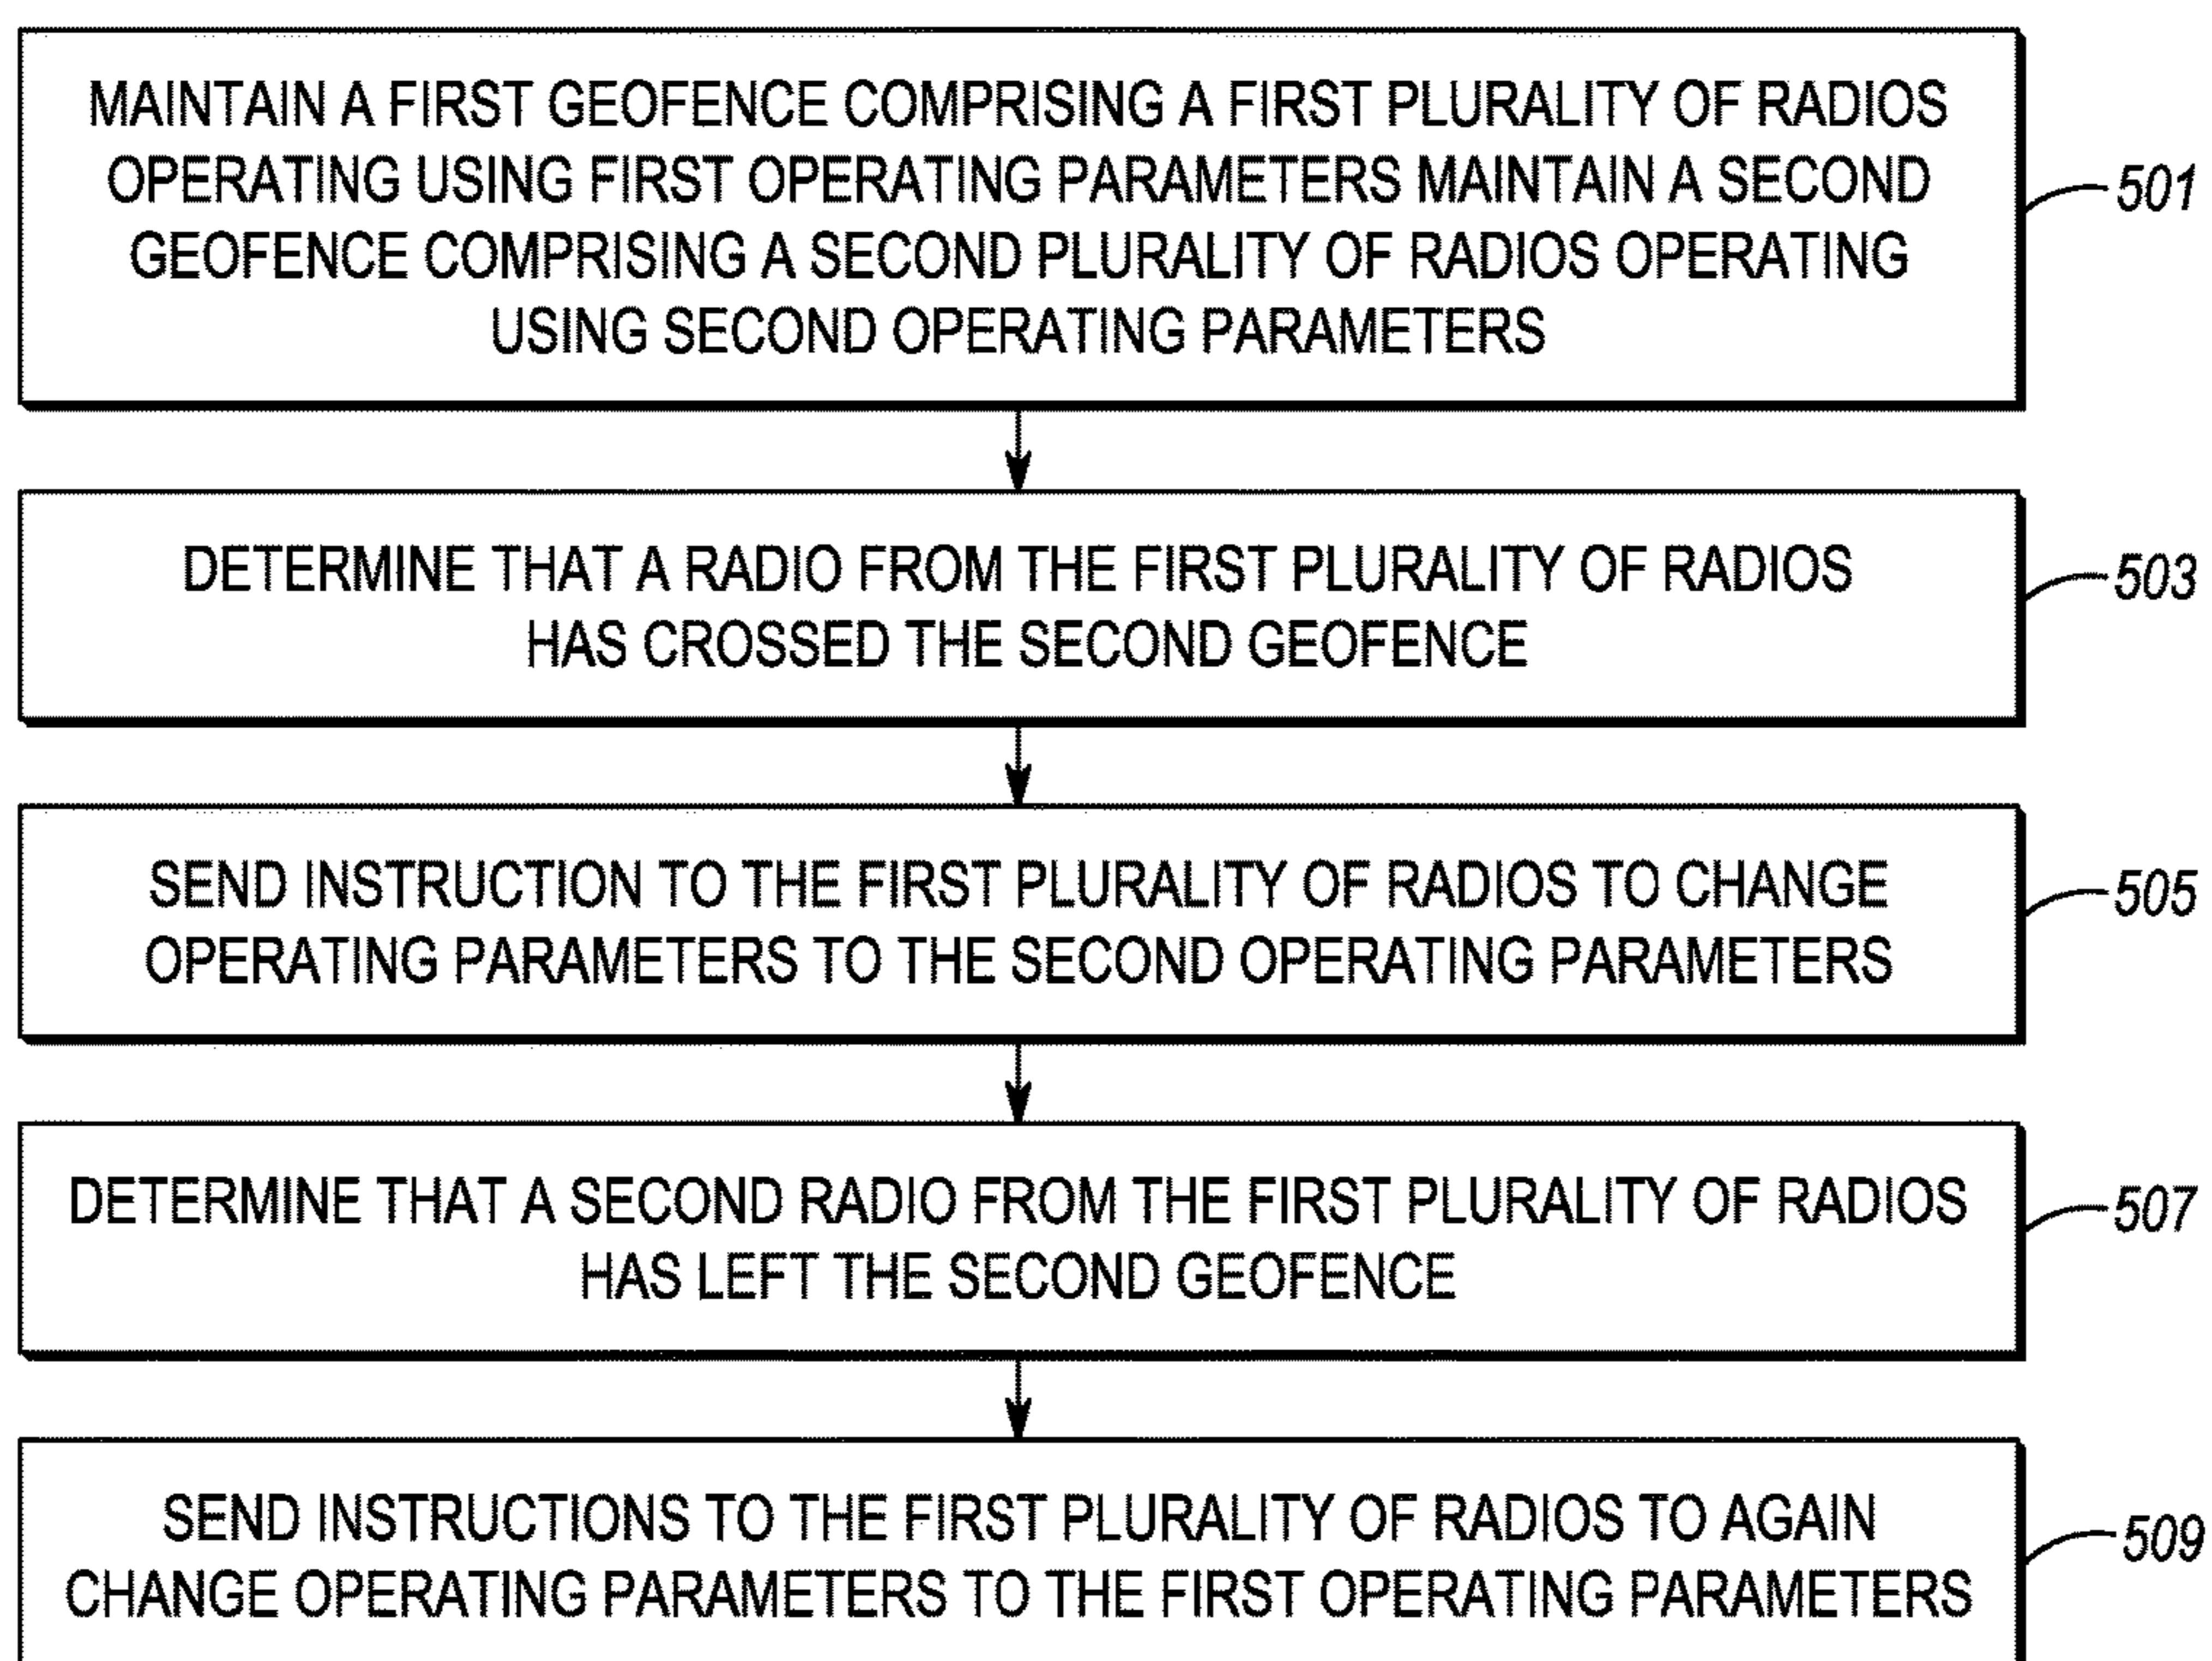 MAINTAIN A FIRST GEOFENCE COMPRISING A FIRST PLURALITY OF RADIOS
OPERATING USING FIRST OPERATING PARAMETERS MAINTAIN A SECOND
GEOFENCE COMPRISING A SECOND PLURALITY OF RADIOS OPERATING
USING SECOND OPERATING PARAMETERS
501
DETERMINE THAT A RADIO FROM THE FIRST PLURALITY OF RADIOS
HAS CROSSED THE SECOND GEOFENCE
503
SEND INSTRUCTION TO THE FIRST PLURALITY OF RADIOS TO CHANGE
OPERATING PARAMETERS TO THE SECOND OPERATING PARAMETERS
505
DETERMINE THAT A SECOND RADIO FROM THE FIRST PLURALITY OF RADIOS
HAS LEFT THE SECOND GEOFENCE
507
SEND INSTRUCTIONS TO THE FIRST PLURALITY OF RADIOS TO AGAIN
CHANGE OPERATING PARAMETERS TO THE FIRST OPERATING PARAMETERS
509